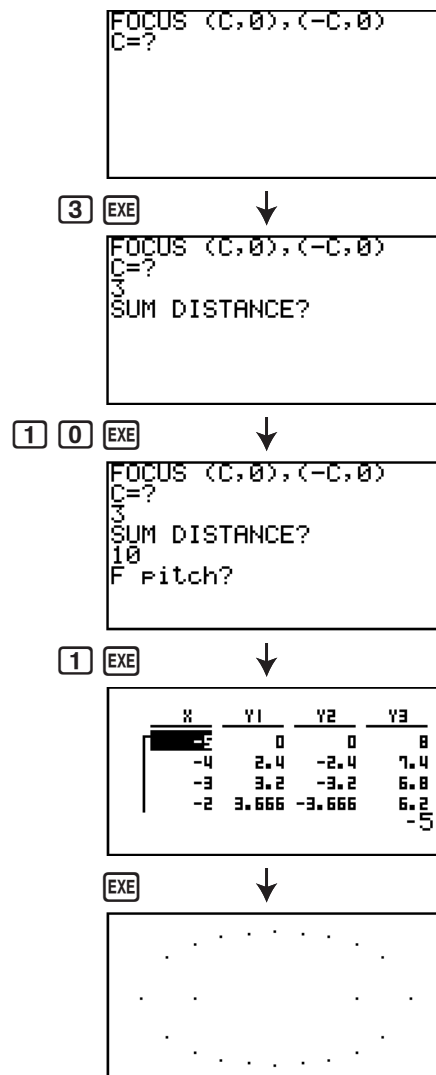 FOCUS (C,0),(-C,0)
C=?
3 EXE
FOCUS (C,0),(-C,0)
C=?
3
SUM DISTANCE?
1 0 EXE
FOCUS (C,0),(-C,0)
C=?
3
SUM DISTANCE?
10
F pitch?
1 EXE
X Y1 Y2 Y3
-5 0 0 8
-4 2.4 -2.4 7.4
-3 3.2 -3.2 6.8
-2 3.666 -3.666 6.2
-5
EXE